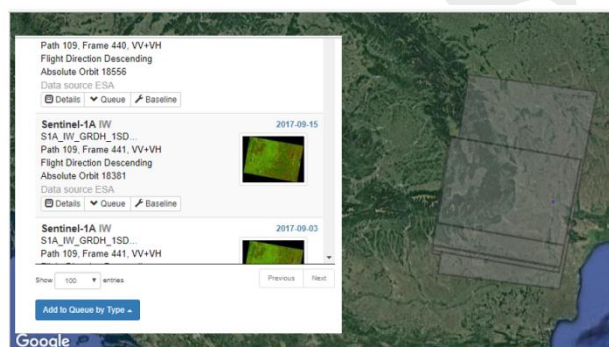 Path 109, Frame 440, VV+VH
Flight Direction Descending
Absolute Orbit 18556
Data source ESA
Details Queue Baseline
Sentinel-1A IW 2017-09-15
S1A_IW_GRDH_1SD...
Path 109, Frame 441, VV+VH
Flight Direction Descending
Absolute Orbit 18381
Data source ESA
Details Queue Baseline
Sentinel-1A IW 2017-09-03
S1A_IW_GRDH_1SD...
Path 109, Frame 441, VV+VH
Show 100 entries Previous Next
Add to Queue by Type
Google